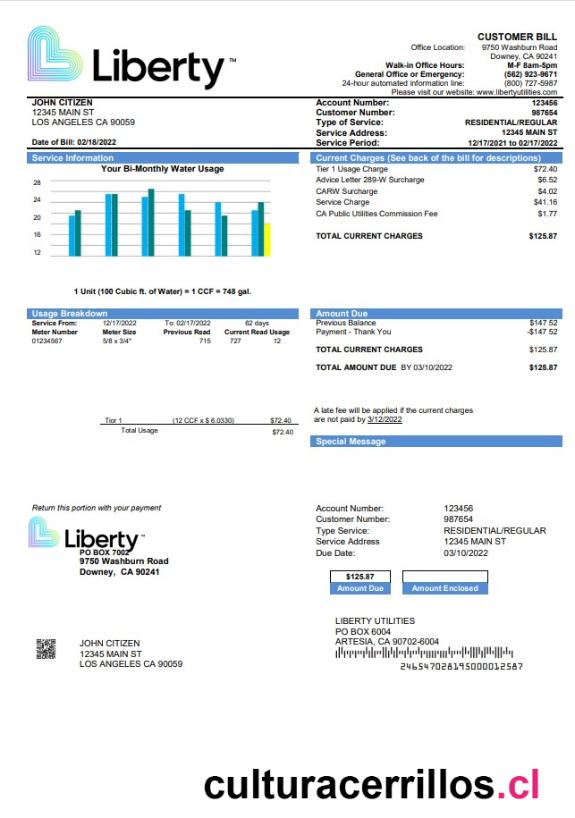 Liberty™
CUSTOMER BILL
Office Location: 9750 Washburn Road
Downey, CA 90241
Walk-in Office Hours: M-F 8am-5pm
General Office or Emergency: (562) 923-9671
24-hour automated information line: (800) 727-5987
Please visit our website: www.libertyutilities.com
JOHN CITIZEN
12345 MAIN ST
LOS ANGELES CA 90059
Date of Bill: 02/18/2022
Account Number: 123456
Customer Number: 987654
Type of Service: RESIDENTIAL/REGULAR
Service Address: 12345 MAIN ST
Service Period: 12/17/2021 to 02/17/2022
Service Information
Your Bi-Monthly Water Usage
28
24
20
16
12
1 Unit (100 Cubic ft. of Water) = 1 CCF = 748 gal.
Current Charges (See back of the bill for descriptions)
Tier 1 Usage Charge $72.40
Advice Letter 289-W Surcharge $6.52
CARW Surcharge $4.02
Service Charge $41.16
CA Public Utilities Commission Fee $1.77
TOTAL CURRENT CHARGES $125.87
Usage Breakdown
Service From: 12/17/2022 To: 02/17/2022 62 days
Meter Number Meter Size Previous Read Current Read Usage
01234567 5/8 x 3/4" 715 727 12
Tier 1 (12 CCF x $ 6.0330) $72.40
Total Usage $72.40
Amount Due
Previous Balance $147.52
Payment - Thank You -$147.52
TOTAL CURRENT CHARGES $125.87
TOTAL AMOUNT DUE BY 03/10/2022 $125.87
A late fee will be applied if the current charges
are not paid by 3/12/2022
Special Message
Return this portion with your payment
Liberty™
PO BOX 7002
9750 Washburn Road
Downey, CA 90241
Account Number: 123456
Customer Number: 987654
Type Service: RESIDENTIAL/REGULAR
Service Address 12345 MAIN ST
Due Date: 03/10/2022
$125.87
Amount Due Amount Enclosed
JOHN CITIZEN
12345 MAIN ST
LOS ANGELES CA 90059
LIBERTY UTILITIES
PO BOX 6004
ARTESIA, CA 90702-6004
246547028195000012587
culturacerrillos.cl